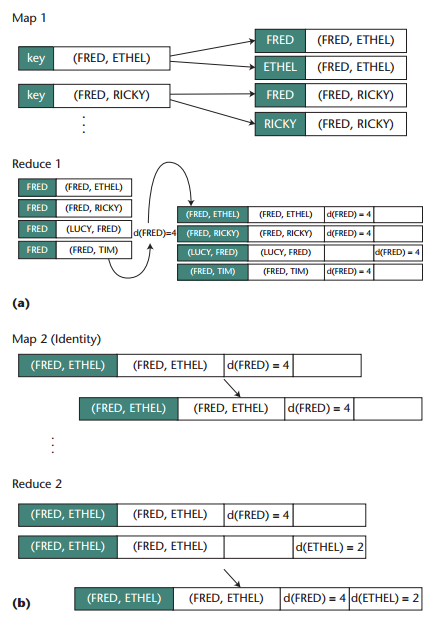 Map 1
key (FRED, ETHEL) FRED (FRED, ETHEL)
ETHEL (FRED, ETHEL)
key (FRED, RICKY) FRED (FRED, RICKY)
RICKY (FRED, RICKY)
Reduce 1
FRED (FRED, ETHEL)
FRED (FRED, RICKY)
FRED (LUCY, FRED)
FRED (FRED, TIM)
d(FRED)=4
(FRED, ETHEL) (FRED, ETHEL) d(FRED) = 4
(FRED, RICKY) (FRED, RICKY) d(FRED) = 4
(LUCY, FRED) (LUCY, FRED) d(FRED) = 4
(FRED, TIM) (FRED, TIM) d(FRED) = 4
(a)
Map 2 (Identity)
(FRED, ETHEL) (FRED, ETHEL) d(FRED) = 4
(FRED, ETHEL) (FRED, ETHEL) d(FRED) = 4
Reduce 2
(FRED, ETHEL) (FRED, ETHEL) d(FRED) = 4
(FRED, ETHEL) (FRED, ETHEL) d(ETHEL) = 2
(FRED, ETHEL) (FRED, ETHEL) d(FRED) = 4 d(ETHEL) = 2
(b)